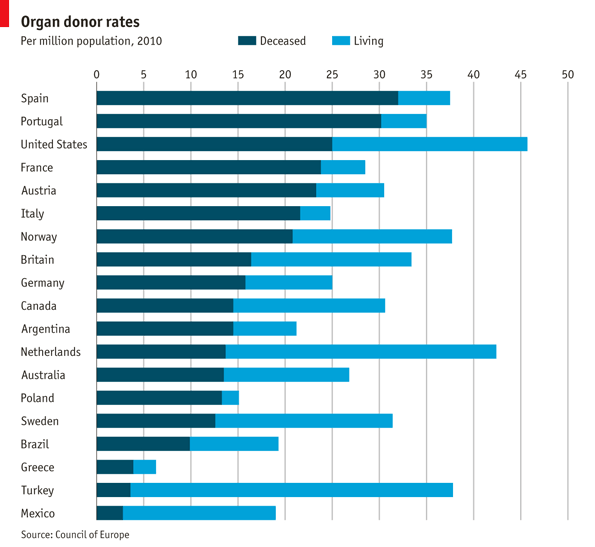 Organ donor rates
Per million population, 2010
Deceased
Living
0 5 10 15 20 25 30 35 40 45 50
Spain
Portugal
United States
France
Austria
Italy
Norway
Britain
Germany
Canada
Argentina
Netherlands
Australia
Poland
Sweden
Brazil
Greece
Turkey
Mexico
Source: Council of Europe